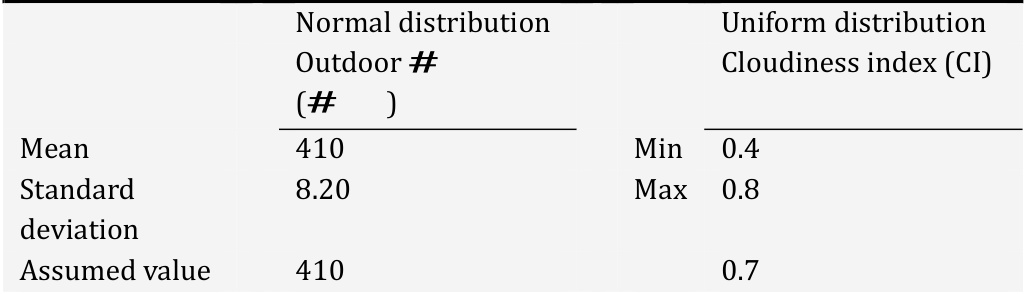 Normal distribution Uniform distribution
Outdoor # Cloudiness index (CI)
(# )
Mean 410 Min 0.4
Standard 8.20 Max 0.8
deviation
Assumed value 410 0.7